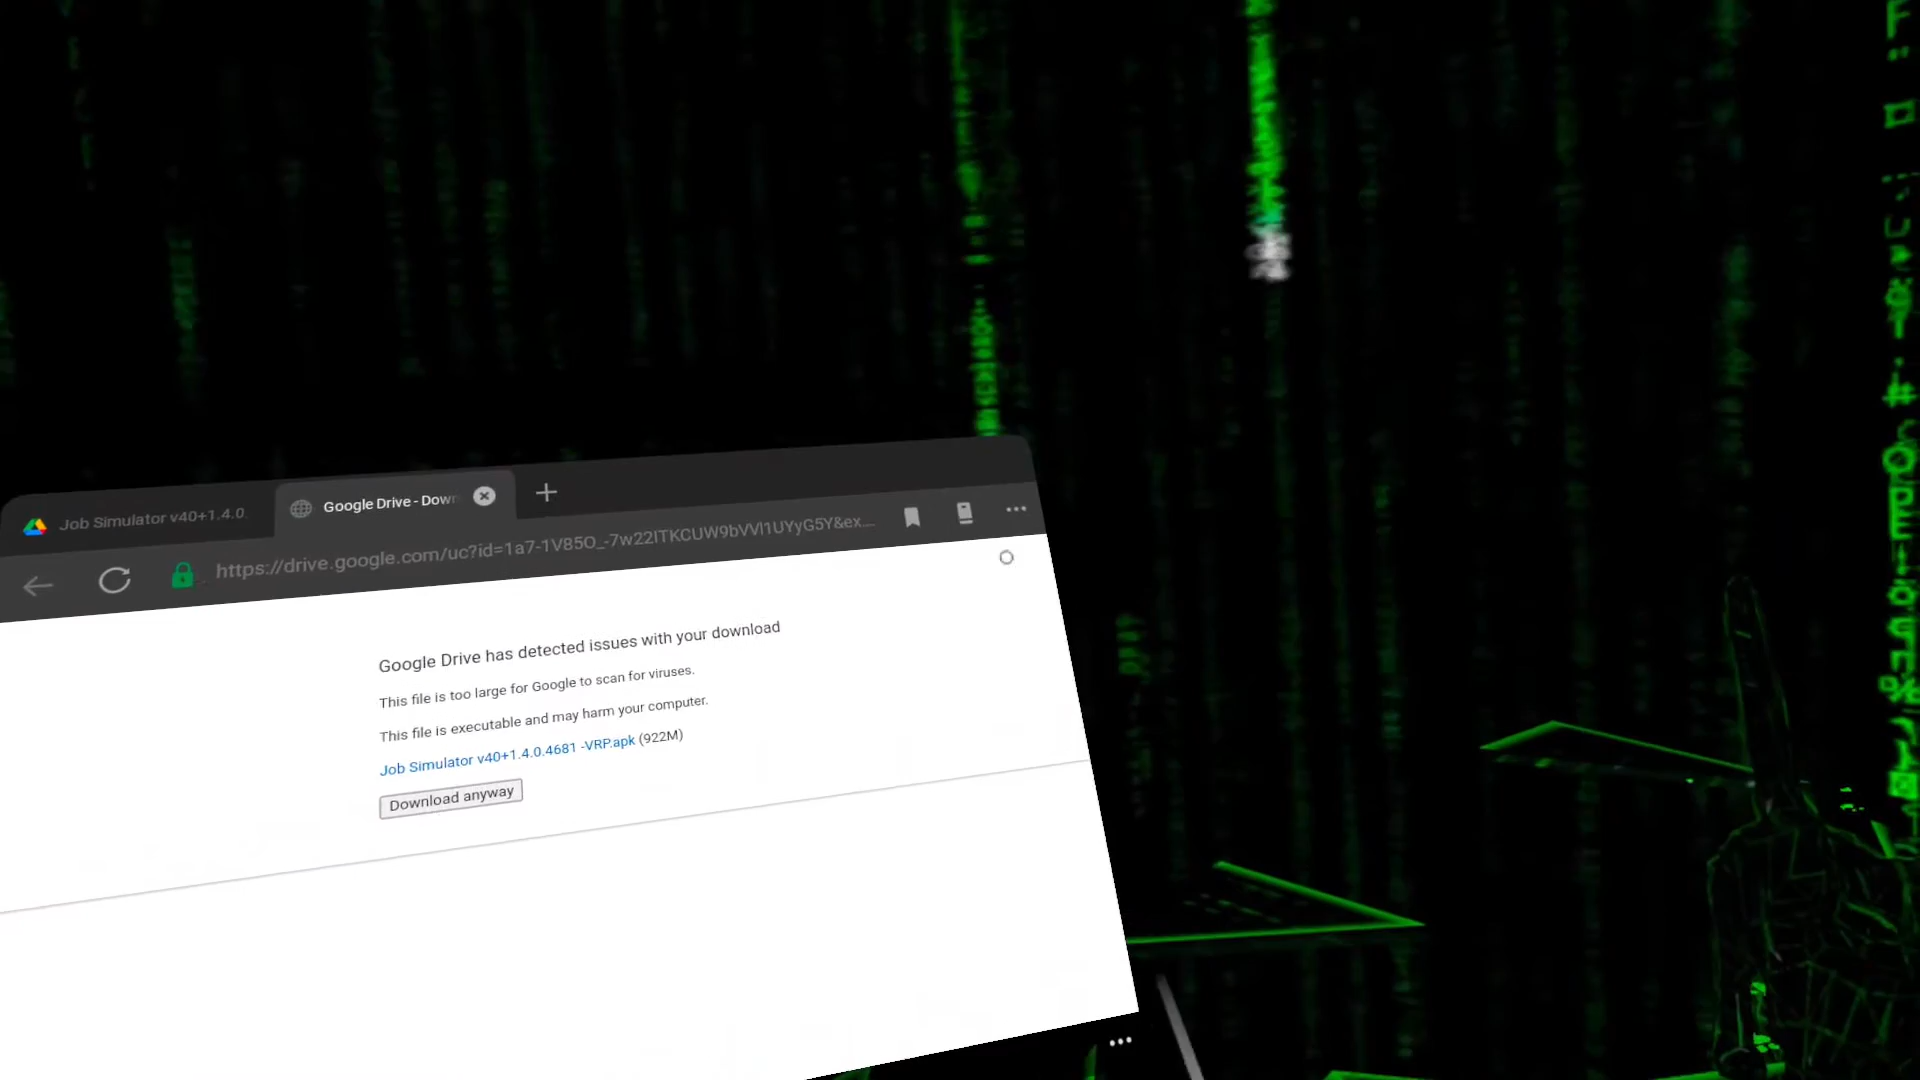 Job Simulator v40+1.4.0.
Google Drive - Down
https://drive.google.com/uc?id=1a7-1V85O_-7w22ITKCUW9bVVl1UYyG5Y&ex...
Google Drive has detected issues with your download
This file is too large for Google to scan for viruses.
This file is executable and may harm your computer.
Job Simulator v40+1.4.0.4681 -VRP.apk (922M)
Download anyway